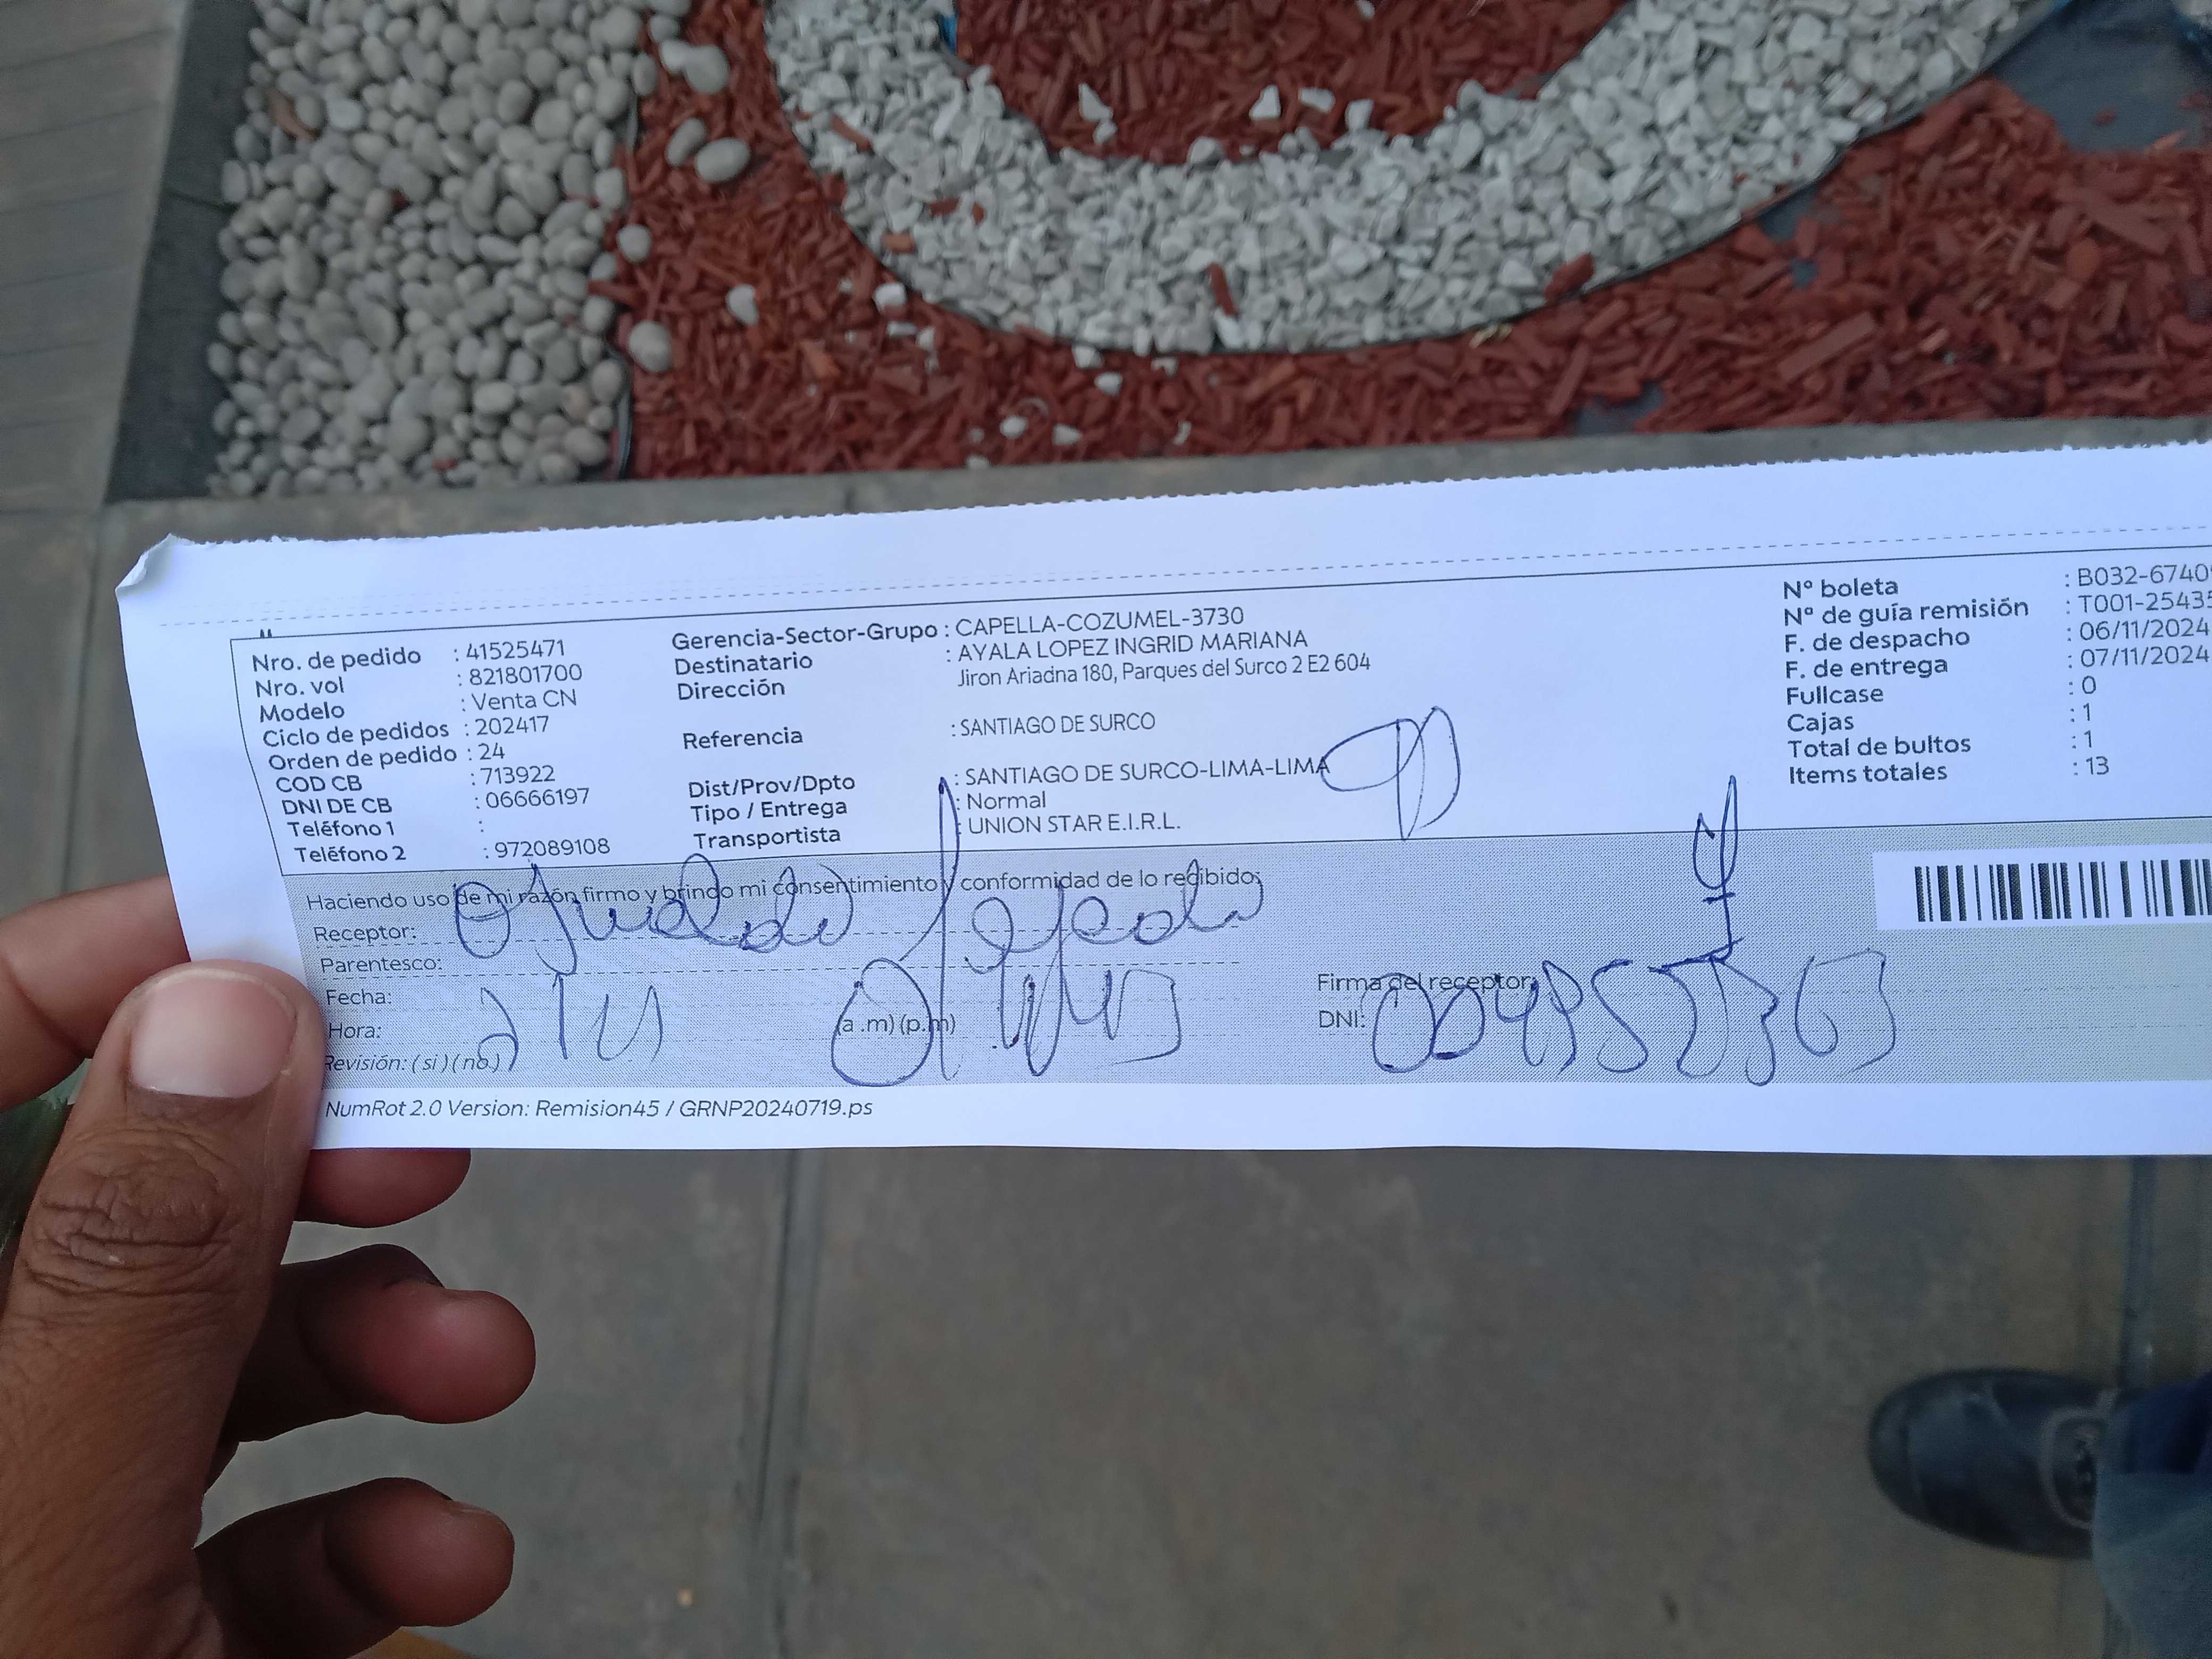 Nro. de pedido : 41525471
Nro. vol : 821801700
Modelo : Venta CN
Ciclo de pedidos : 202417
Orden de pedido : 24
COD CB : 713922
DNI DE CB : 06666197
Teléfono 1 :
Teléfono 2 : 972089108
Gerencia-Sector-Grupo : CAPELLA-COZUMEL-3730
Destinatario : AYALA LOPEZ INGRID MARIANA
Dirección Jiron Ariadna 180, Parques del Surco 2 E2 604
Referencia : SANTIAGO DE SURCO
Dist/Prov/Dpto : SANTIAGO DE SURCO-LIMA-LIMA
Tipo / Entrega : Normal
Transportista : UNION STAR E.I.R.L.
Nº boleta : B032-6740
Nº de guía remisión : T001-2543
F. de despacho : 06/11/2024
F. de entrega : 07/11/2024
Fullcase : 0
Cajas : 1
Total de bultos : 1
Items totales : 13
Haciendo uso de mi razón firmo y brindo mi consentimiento y conformidad de lo recibido:
Receptor:
Parentesco:
Fecha:
Hora: (a.m) (p.m)
Revisión: (si) (no)
Firma del receptor:
DNI:
NumRot 2.0 Version: Remision45 / GRNP20240719.ps